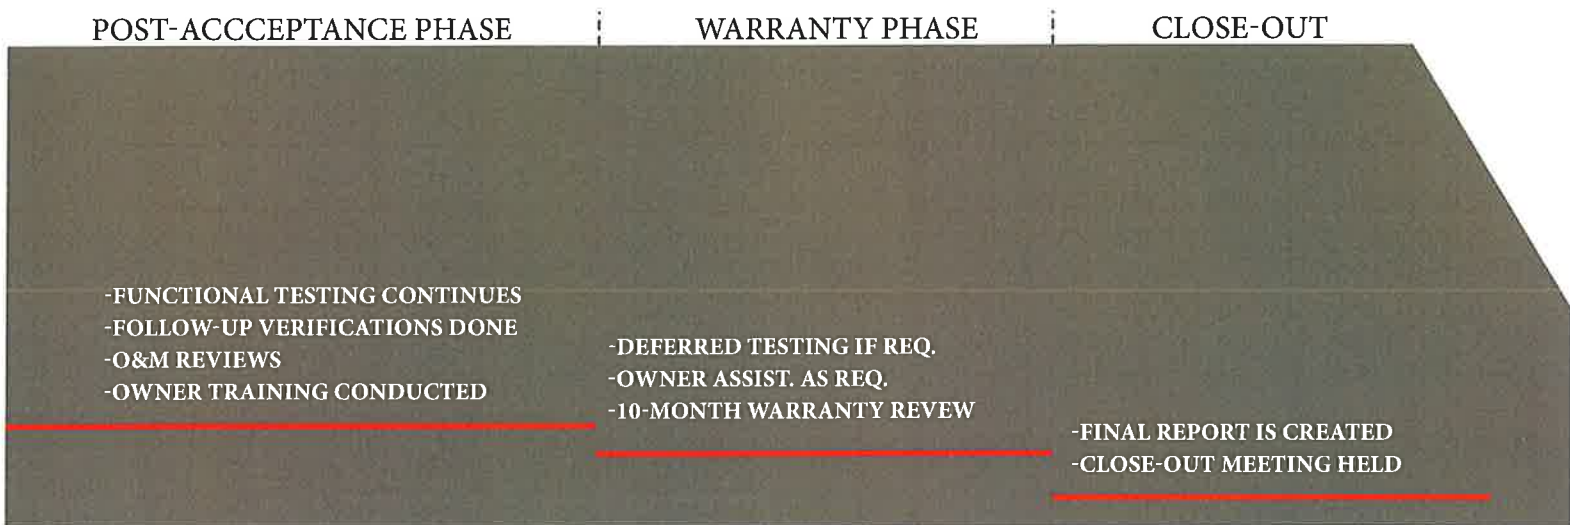 POST-ACCCEPTANCE PHASE
WARRANTY PHASE
CLOSE-OUT
-FUNCTIONAL TESTING CONTINUES
-FOLLOW-UP VERIFICATIONS DONE
-O&M REVIEWS
-OWNER TRAINING CONDUCTED
-DEFERRED TESTING IF REQ.
-OWNER ASSIST. AS REQ.
-10-MONTH WARRANTY REVEW
-FINAL REPORT IS CREATED
-CLOSE-OUT MEETING HELD